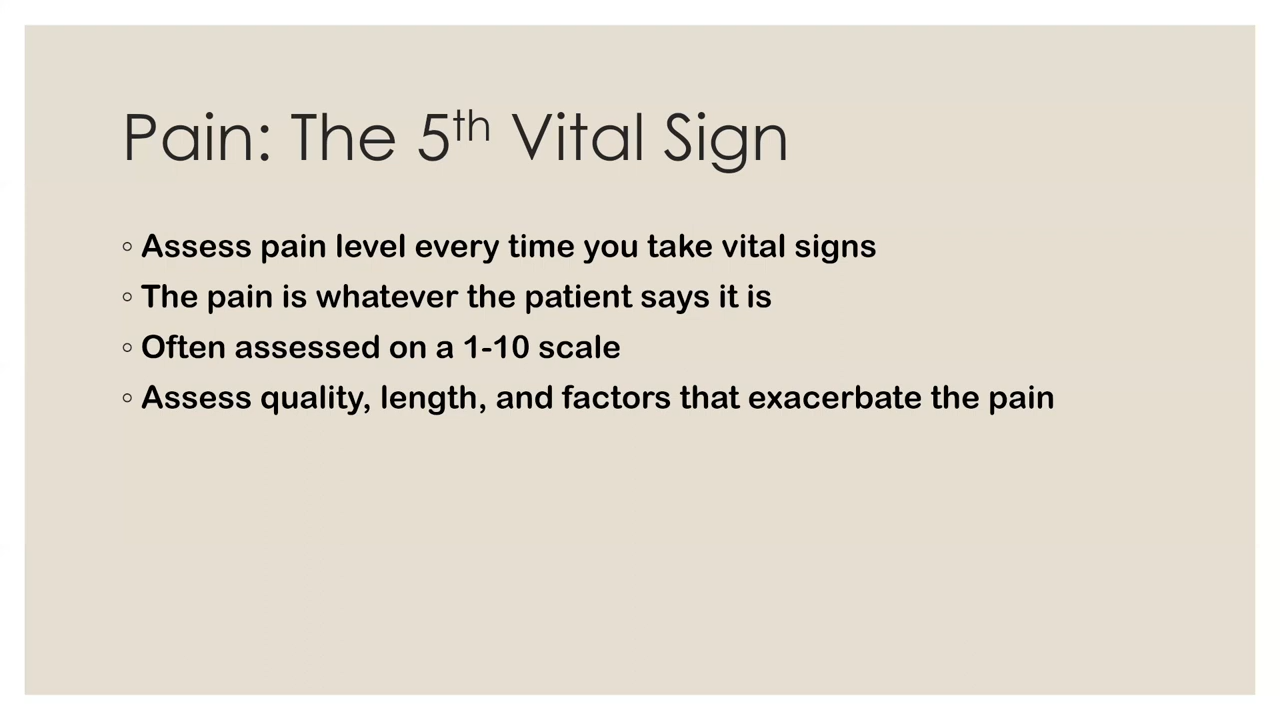 Pain: The 5th Vital Sign
◦ Assess pain level every time you take vital signs
◦ The pain is whatever the patient says it is
◦ Often assessed on a 1-10 scale
◦ Assess quality, length, and factors that exacerbate the pain